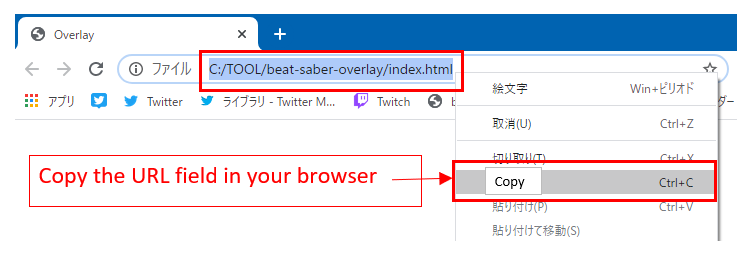 Overlay
ファイル C:/TOOL/beat-saber-overlay/index.html
絵文字 Win+ピリオド
アプリ Twitter ライブラリ - Twitter M... Twitch
取消(U) Ctrl+Z
切り取り(T) Ctrl+X
Copy the URL field in your browser
Copy Ctrl+C
貼り付け(P) Ctrl+V
貼り付けて移動(S)